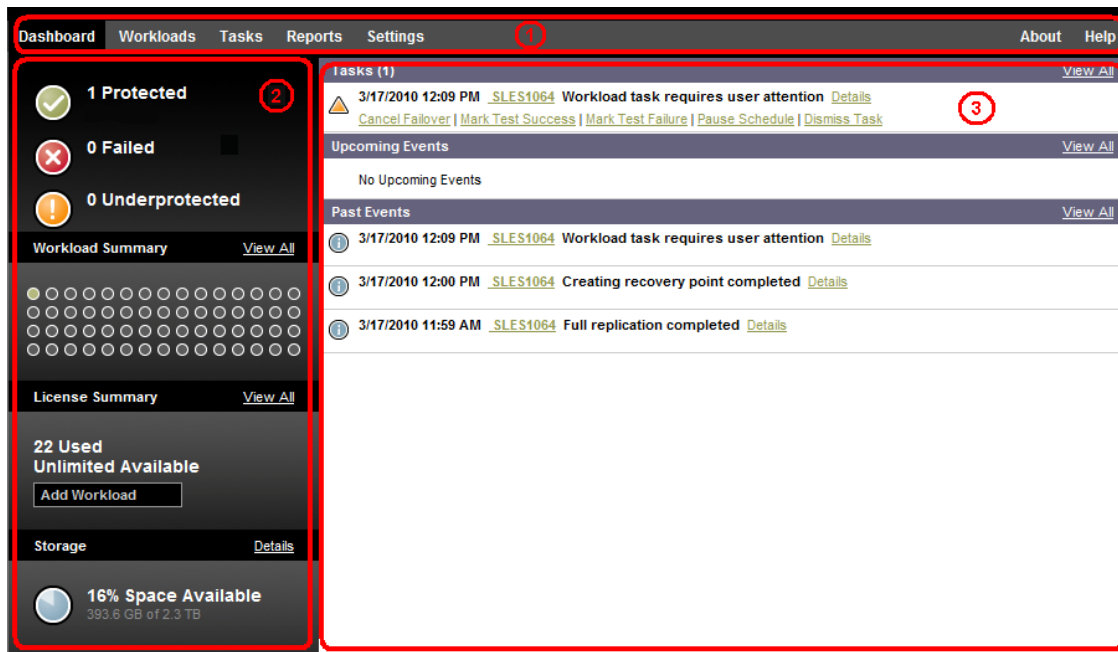 Dashboard Workloads Tasks Reports Settings 1 About Help
1 Protected
2
0 Failed
0 Underprotected
Workload Summary View All
License Summary View All
22 Used
Unlimited Available
Add Workload
Storage Details
16% Space Available
393.6 GB of 2.3 TB
Tasks (1) View All
3/17/2010 12:09 PM SLES1064 Workload task requires user attention Details
3
Cancel Failover | Mark Test Success | Mark Test Failure | Pause Schedule | Dismiss Task
Upcoming Events View All
No Upcoming Events
Past Events View All
3/17/2010 12:09 PM SLES1064 Workload task requires user attention Details
3/17/2010 12:00 PM SLES1064 Creating recovery point completed Details
3/17/2010 11:59 AM SLES1064 Full replication completed Details